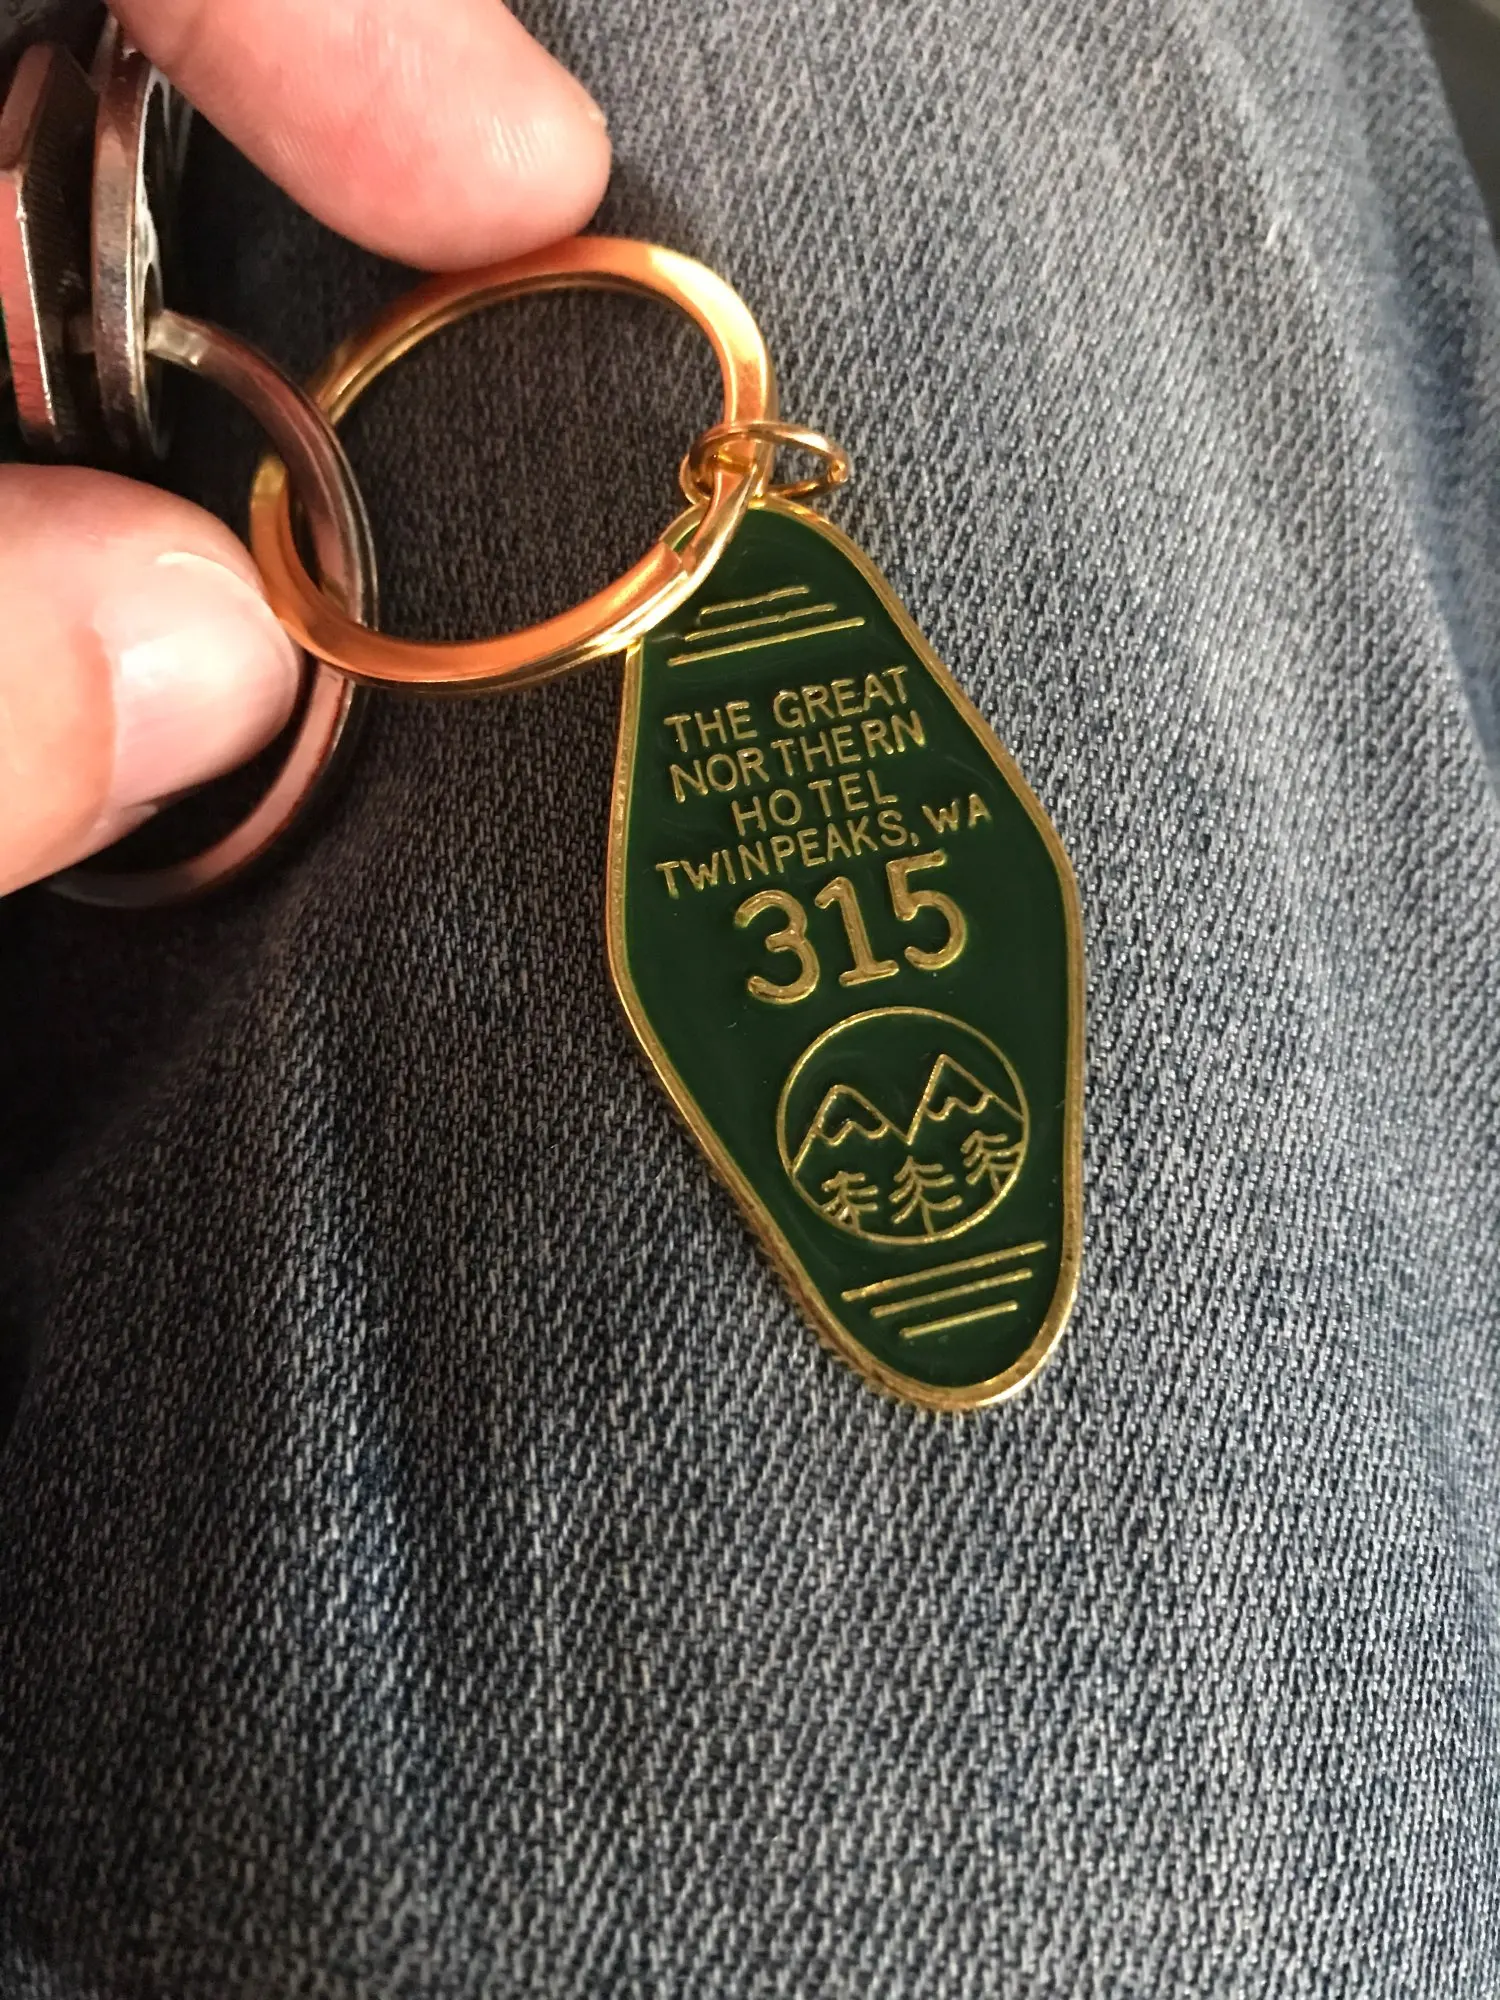 THE GREAT
NORTHERN
HOTEL
TWINPEAKS, WA
315